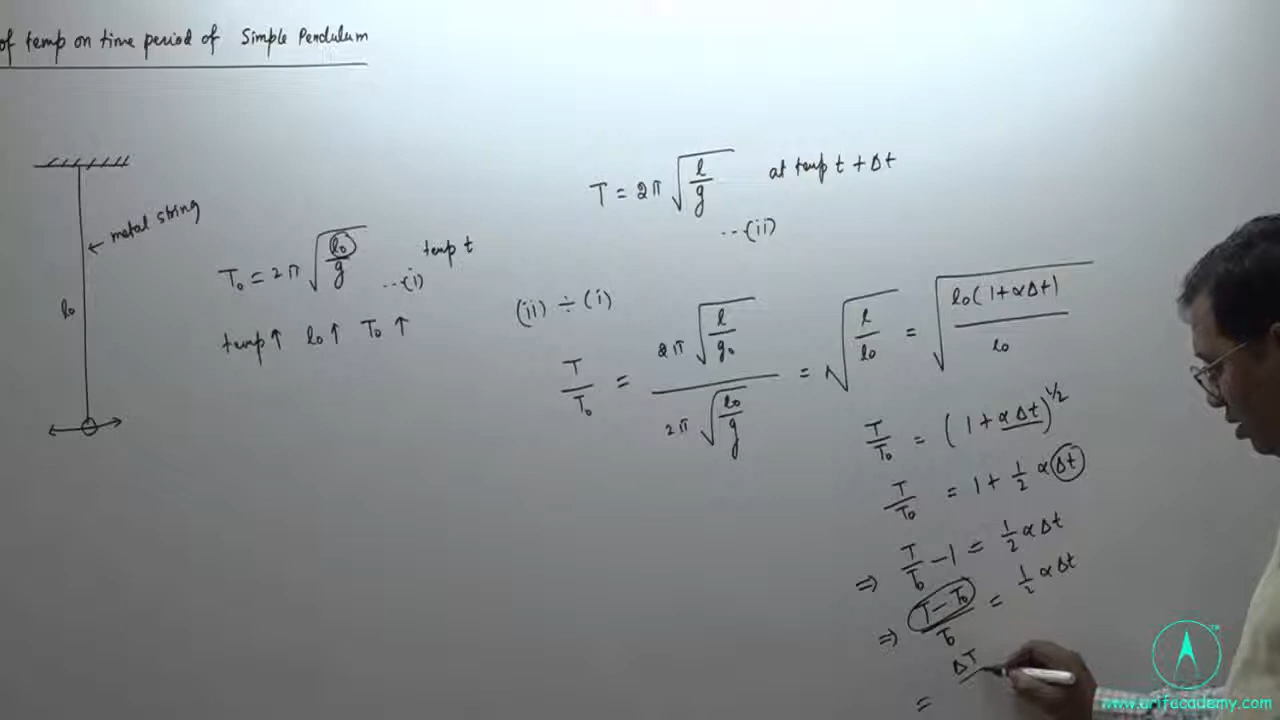 of temp on time period of Simple Pendulum
metal string
l₀
T₀ = 2π √(l₀/g) --(i) temp t
temp ↑ l₀ ↑ T₀ ↑
T = 2π √(l/g) at temp t + Δt
--(ii)
(ii) ÷ (i)
T/T₀ = 2π √(l/g₀) / 2π √(l₀/g) = √(l/l₀) = √(l₀(1+αΔt)/l₀)
T/T₀ = (1 + αΔt)^1/2
T/T₀ = 1 + 1/2 αΔt
⇒ T/T₀ − 1 = 1/2 αΔt
⇒ T − T₀/T₀ = 1/2 αΔt
= ΔT
TM
www.arifacademy.com